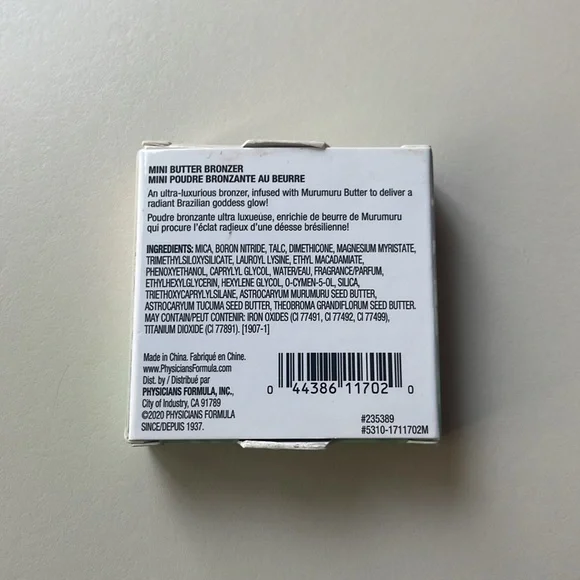 MINI BUTTER BRONZER
MINI POUDRE BRONZANTE AU BEURRE
An ultra-luxurious bronzer, infused with Murumuru Butter to deliver a
radiant Brazilian goddess glow!
Poudre bronzante ultra luxueuse, enrichie de beurre de Murumuru
qui procure l'éclat radieux d'une déesse brésilienne!
INGREDIENTS: MICA, BORON NITRIDE, TALC, DIMETHICONE, MAGNESIUM MYRISTATE,
TRIMETHYLSILOXYSILICATE, LAUROYL LYSINE, ETHYL MACADAMIATE,
PHENOXYETHANOL, CAPRYLYL GLYCOL, WATER/EAU, FRAGRANCE/PARFUM,
ETHYLHEXYLGLYCERIN, HEXYLENE GLYCOL, O-CYMEN-5-OL, SILICA,
TRIETHOXYCAPRYLYLSILANE, ASTROCARYUM MURUMURU SEED BUTTER,
ASTROCARYUM TUCUMA SEED BUTTER, THEOBROMA GRANDIFLORUM SEED BUTTER.
MAY CONTAIN/PEUT CONTENIR: IRON OXIDES (CI 77491, CI 77492, CI 77499),
TITANIUM DIOXIDE (CI 77891). [1907-1]
Made in China. Fabriqué en Chine.
www.PhysiciansFormula.com
Dist. by / Distribué par
PHYSICIANS FORMULA, INC.,
City of Industry, CA 91789
©2020 PHYSICIANS FORMULA
SINCE/DEPUIS 1937.
0 44386 11702 0
#235389
#5310-1711702M